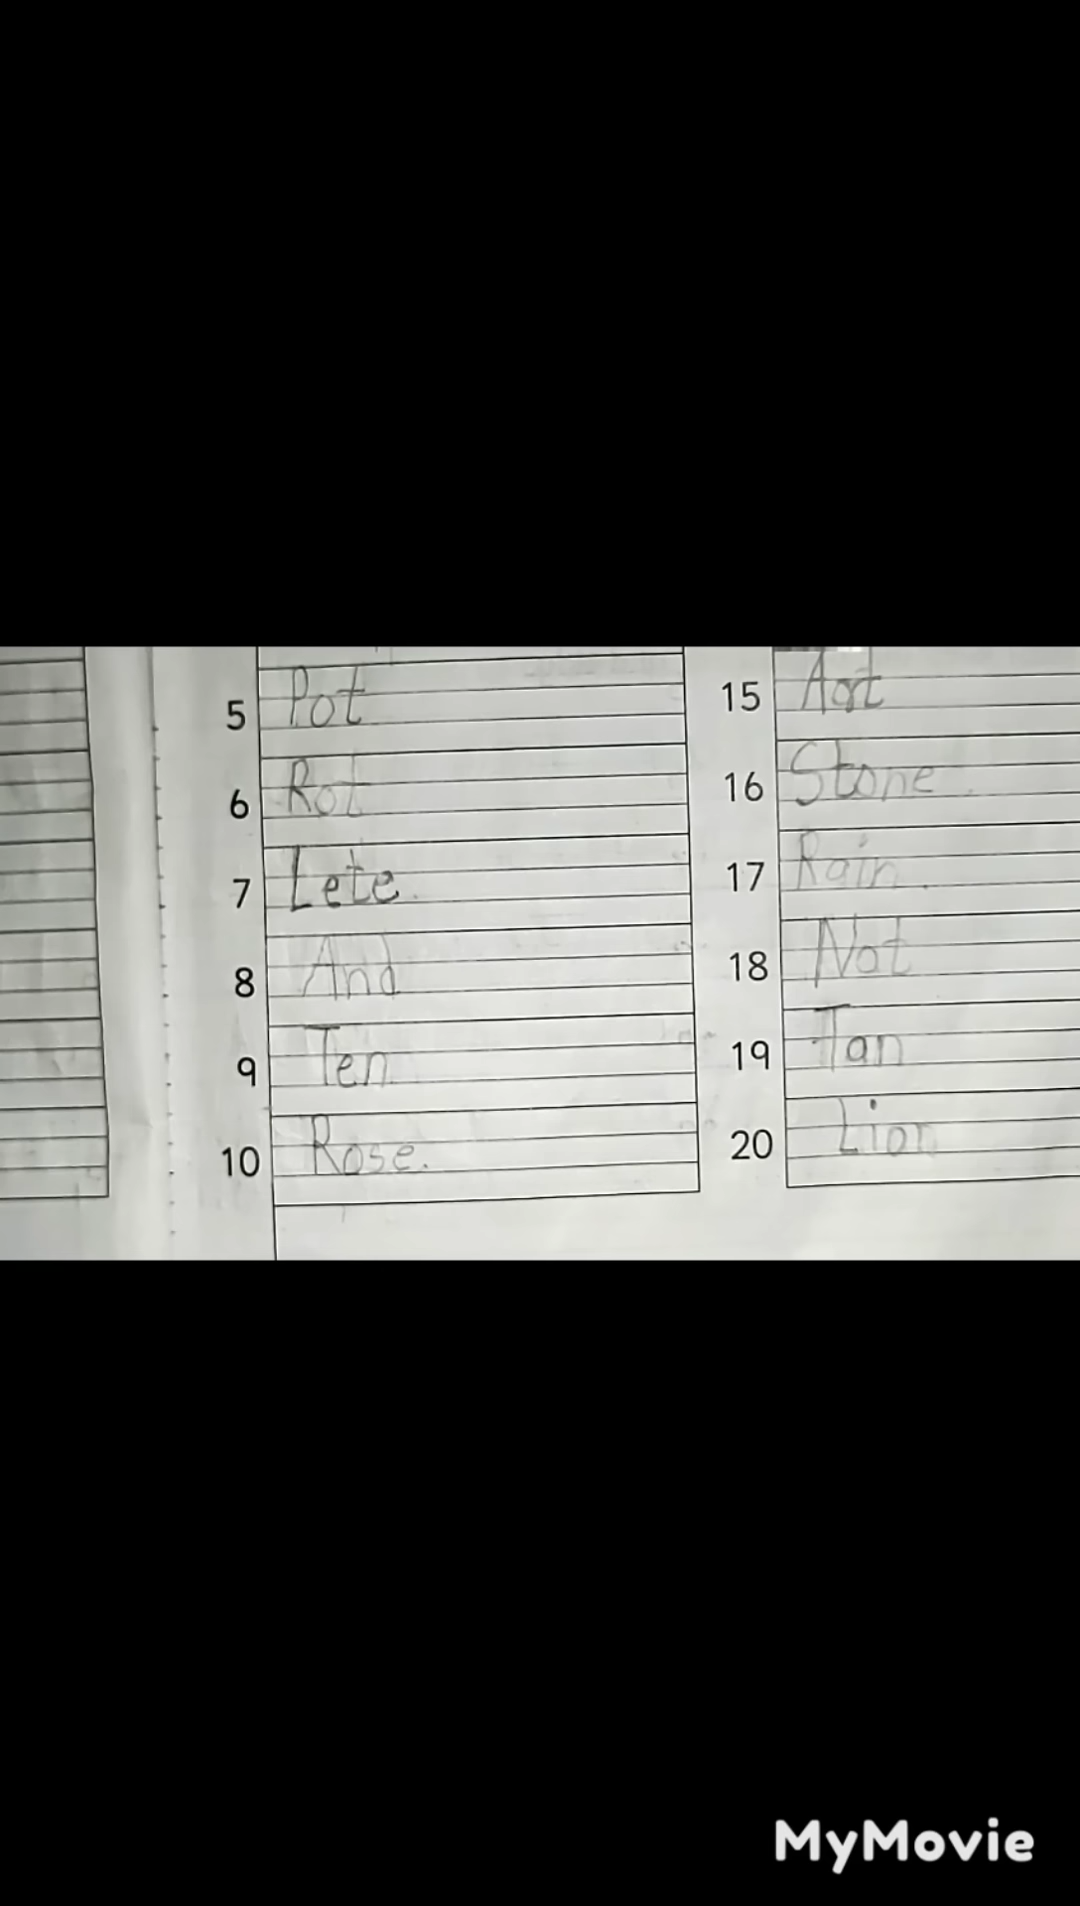 5 Pot
6 Rot
7 Lete.
8 And
9 Ten
10 Rose.
15 Art
16 Stone.
17 Rain.
18 Not
19 Tan
20 Lion
MyMovie